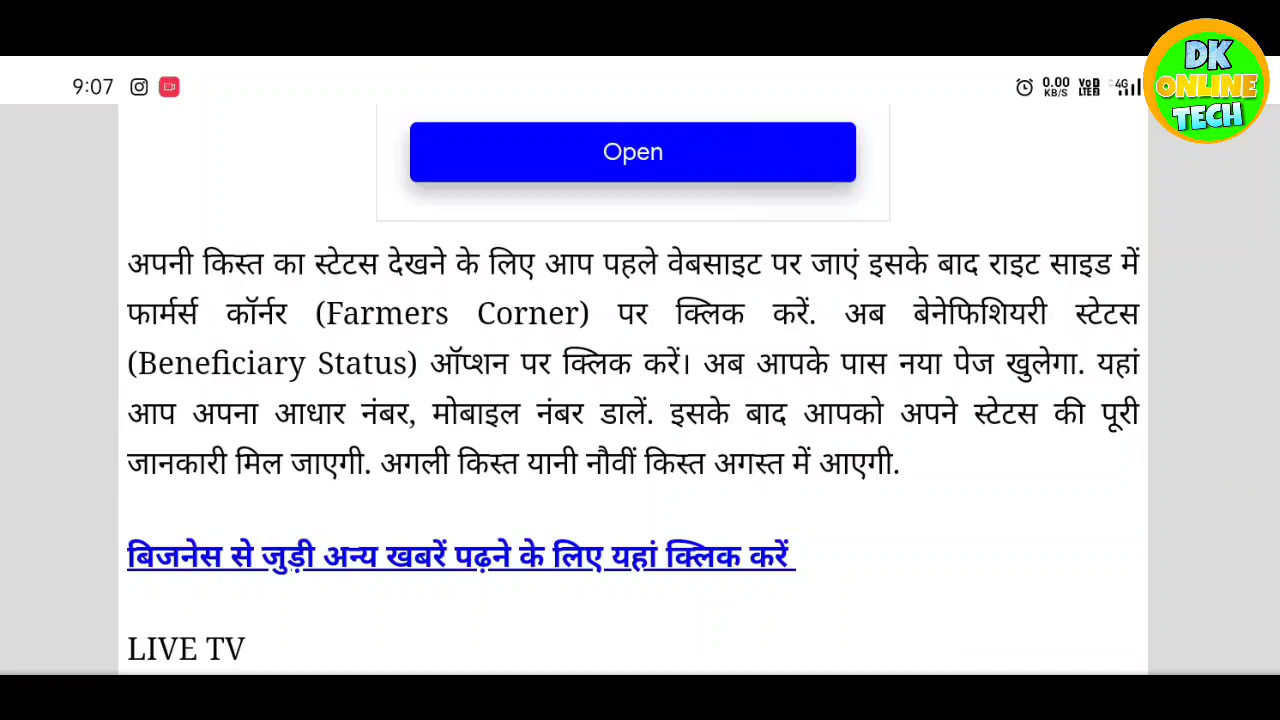 9:07
0.00
KB/S
4G
DK
ONLINE
TECH
Open
अपनी किस्त का स्टेटस देखने के लिए आप पहले वेबसाइट पर जाएं इसके बाद राइट साइड में
फार्मर्स कॉर्नर (Farmers Corner) पर क्लिक करें. अब बेनेफिशियरी स्टेटस
(Beneficiary Status) ऑप्शन पर क्लिक करें। अब आपके पास नया पेज खुलेगा. यहां
आप अपना आधार नंबर, मोबाइल नंबर डालें. इसके बाद आपको अपने स्टेटस की पूरी
जानकारी मिल जाएगी. अगली किस्त यानी नौवीं किस्त अगस्त में आएगी.
बिजनेस से जुड़ी अन्य खबरें पढ़ने के लिए यहां क्लिक करें
LIVE TV